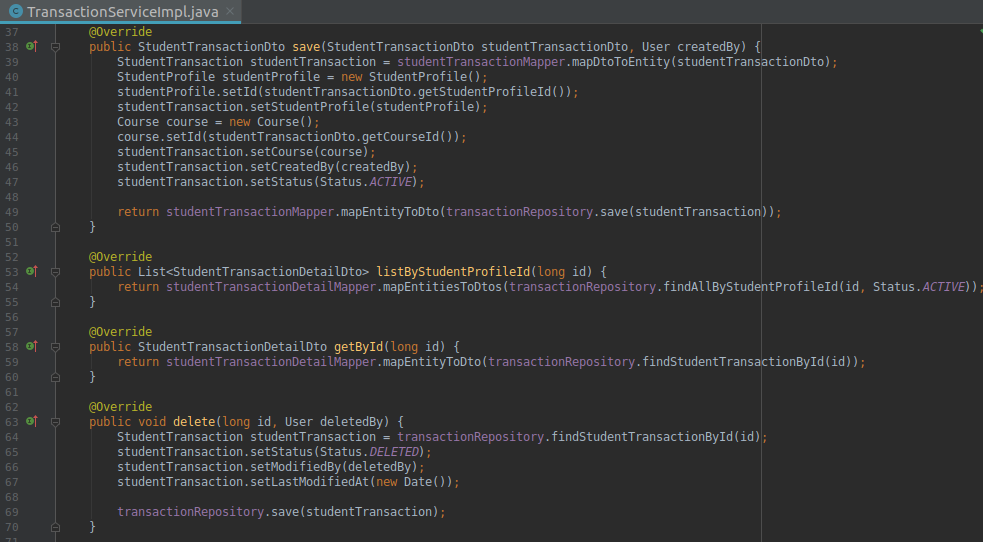 TransactionServiceImpl.java
37 @Override
38 public StudentTransactionDto save(StudentTransactionDto studentTransactionDto, User createdBy) {
39 StudentTransaction studentTransaction = studentTransactionMapper.mapDtoToEntity(studentTransactionDto);
40 StudentProfile studentProfile = new StudentProfile();
41 studentProfile.setId(studentTransactionDto.getStudentProfileId());
42 studentTransaction.setStudentProfile(studentProfile);
43 Course course = new Course();
44 course.setId(studentTransactionDto.getCourseId());
45 studentTransaction.setCourse(course);
46 studentTransaction.setCreatedBy(createdBy);
47 studentTransaction.setStatus(Status.ACTIVE);
48
49 return studentTransactionMapper.mapEntityToDto(transactionRepository.save(studentTransaction));
50 }
51
52 @Override
53 public List<StudentTransactionDetailDto> listByStudentProfileId(long id) {
54 return studentTransactionDetailMapper.mapEntitiesToDtos(transactionRepository.findAllByStudentProfileId(id, Status.ACTIVE));
55 }
56
57 @Override
58 public StudentTransactionDetailDto getById(long id) {
59 return studentTransactionDetailMapper.mapEntityToDto(transactionRepository.findStudentTransactionById(id));
60 }
61
62 @Override
63 public void delete(long id, User deletedBy) {
64 StudentTransaction studentTransaction = transactionRepository.findStudentTransactionById(id);
65 studentTransaction.setStatus(Status.DELETED);
66 studentTransaction.setModifiedBy(deletedBy);
67 studentTransaction.setLastModifiedAt(new Date());
68
69 transactionRepository.save(studentTransaction);
70 }
71